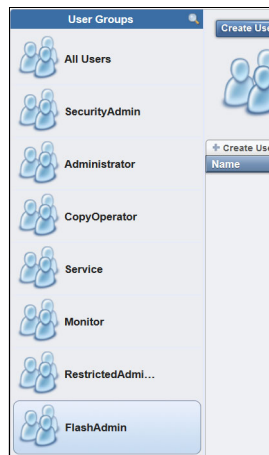 User Groups
Create Use
All Users
SecurityAdmin
Administrator
Create Use
Name
CopyOperator
Service
Monitor
RestrictedAdmi...
FlashAdmin